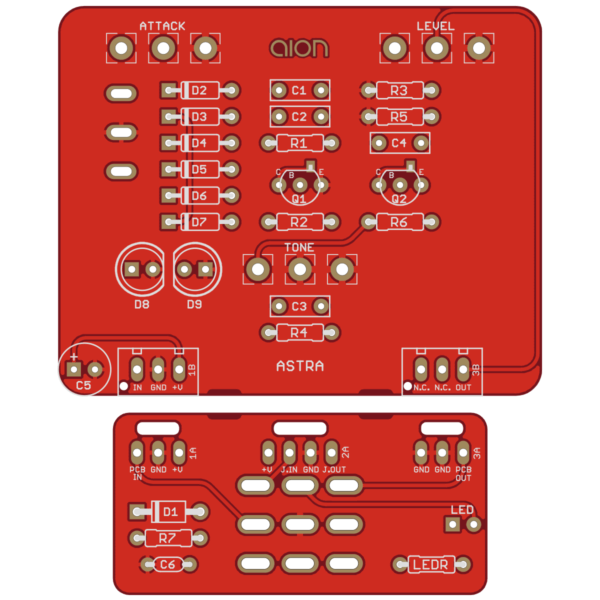 ATTACK
LEVEL
aion
D2
C1
R3
D3
C2
R5
D4
R1
C4
D5
C B E
C B E
D6
Q1
Q2
D7
R2
R6
TONE
D8
D9
C3
R4
ASTRA
+
C5
IN GND +V
1B
N.C. N.C. OUT
3B
PCB IN GND +V
1A
+V J.IN GND J.OUT
2A
GND GND PCB OUT
3A
D1
LED
R7
C6
LEDR